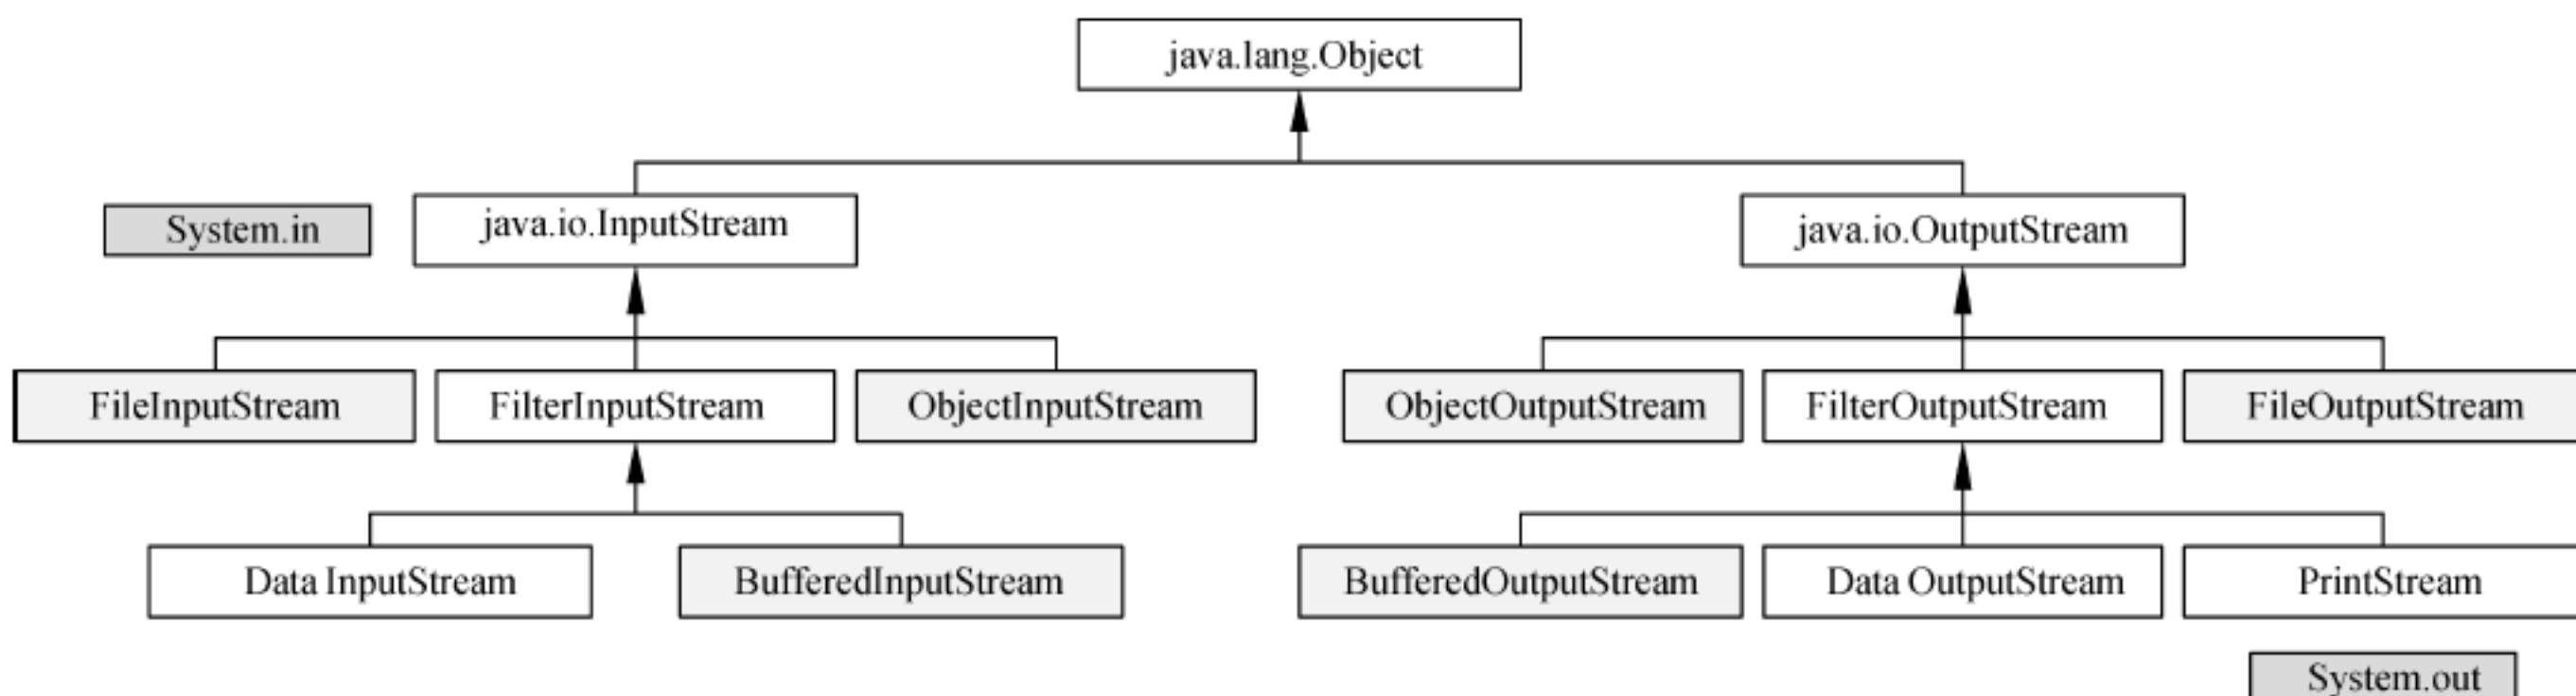 java.lang.Object
System.in
java.io.InputStream
java.io.OutputStream
FileInputStream
FilterInputStream
ObjectInputStream
ObjectOutputStream
FilterOutputStream
FileOutputStream
Data InputStream
BufferedInputStream
BufferedOutputStream
Data OutputStream
PrintStream
System.out